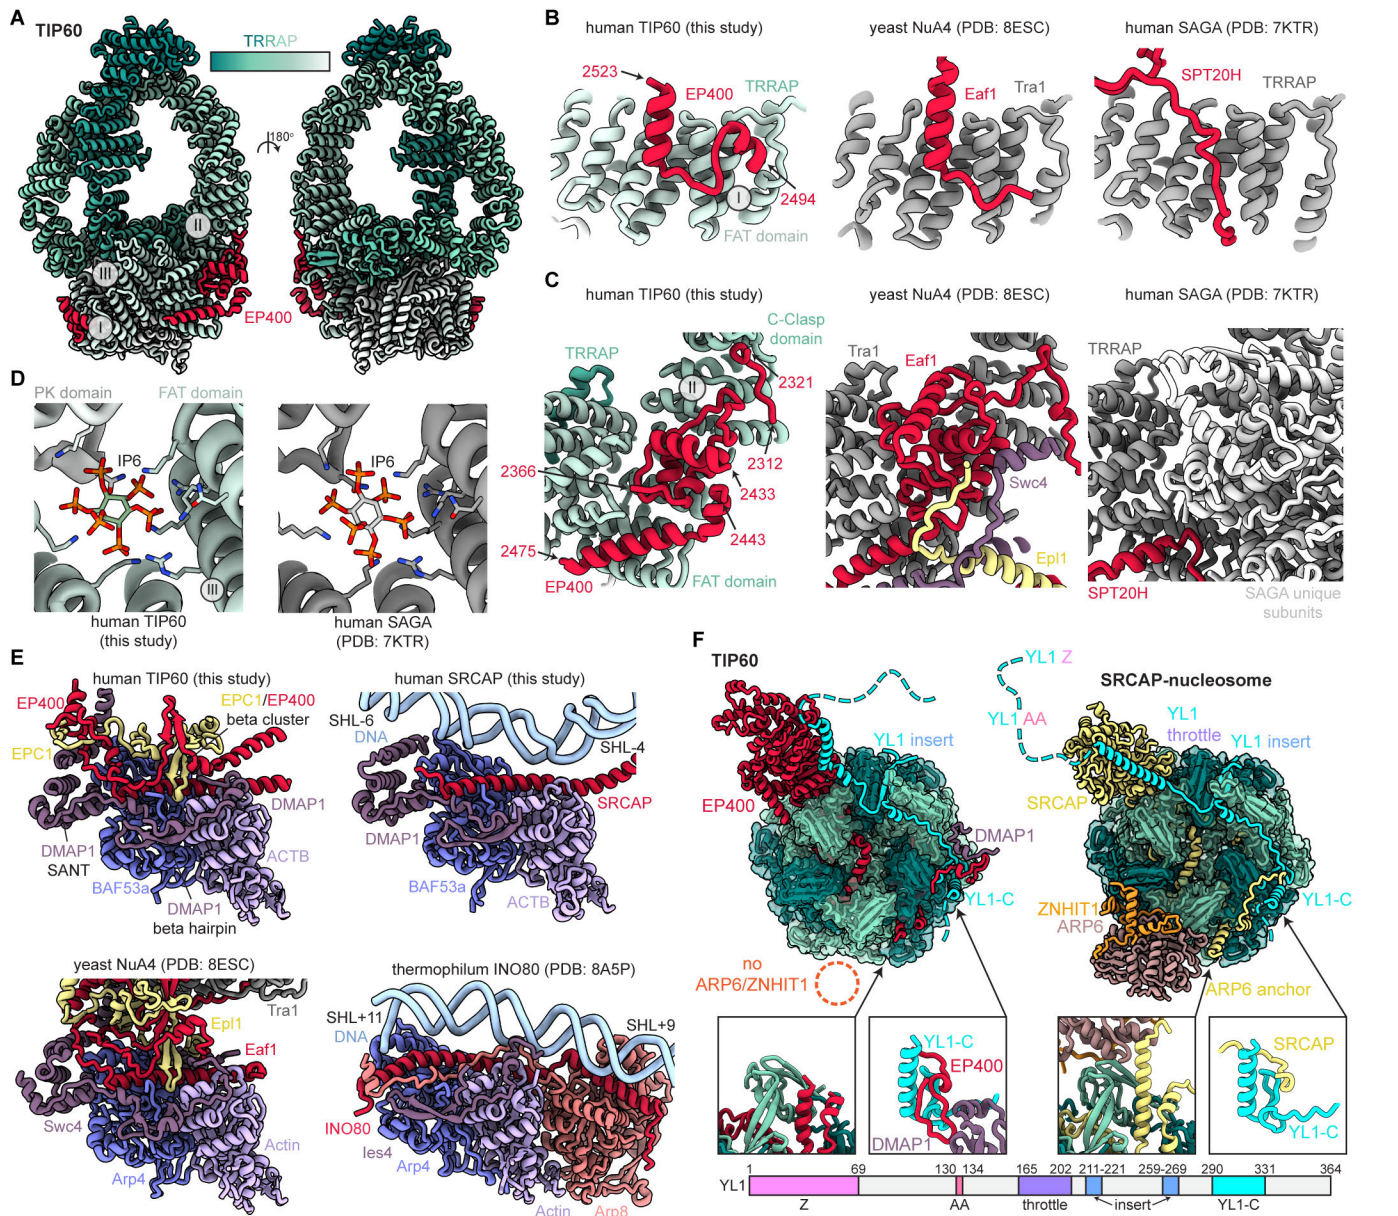 A
TIP60
TRRAP
180°
II
III
I
EP400
B
human TIP60 (this study)
yeast NuA4 (PDB: 8ESC)
human SAGA (PDB: 7KTR)
2523
EP400
TRRAP
I
2494
FAT domain
Eaf1
Tra1
SPT20H
TRRAP
C
human TIP60 (this study)
yeast NuA4 (PDB: 8ESC)
human SAGA (PDB: 7KTR)
C-Clasp
domain
TRRAP
II
2321
2312
2366
2433
2443
2475
EP400
FAT domain
Tra1
Eaf1
Swc4
Epl1
TRRAP
SPT20H
SAGA unique
subunits
D
PK domain
FAT domain
IP6
III
human TIP60
(this study)
IP6
human SAGA
(PDB: 7KTR)
E
human TIP60 (this study)
EP400
EPC1/EP400
beta cluster
EPC1
DMAP1
DMAP1
SANT
ACTB
BAF53a
DMAP1
beta hairpin
human SRCAP (this study)
SHL-6
DNA
SHL-4
SRCAP
DMAP1
BAF53a
ACTB
yeast NuA4 (PDB: 8ESC)
Tra1
Epl1
Eaf1
Swc4
Actin
Arp4
thermophilum INO80 (PDB: 8A5P)
SHL+11
DNA
SHL+9
INO80
Ies4
Arp4
Actin
Arp8
F
TIP60
YL1 insert
EP400
DMAP1
YL1-C
no
ARP6/ZNHIT1
YL1 Z
SRCAP-nucleosome
YL1 AA
YL1
throttle
YL1 insert
SRCAP
ZNHIT1
ARP6
YL1-C
ARP6 anchor
YL1-C
EP400
DMAP1
SRCAP
YL1-C
1 69 130 134 165 202 211-221 259-269 290 331 364
YL1
Z AA throttle insert YL1-C